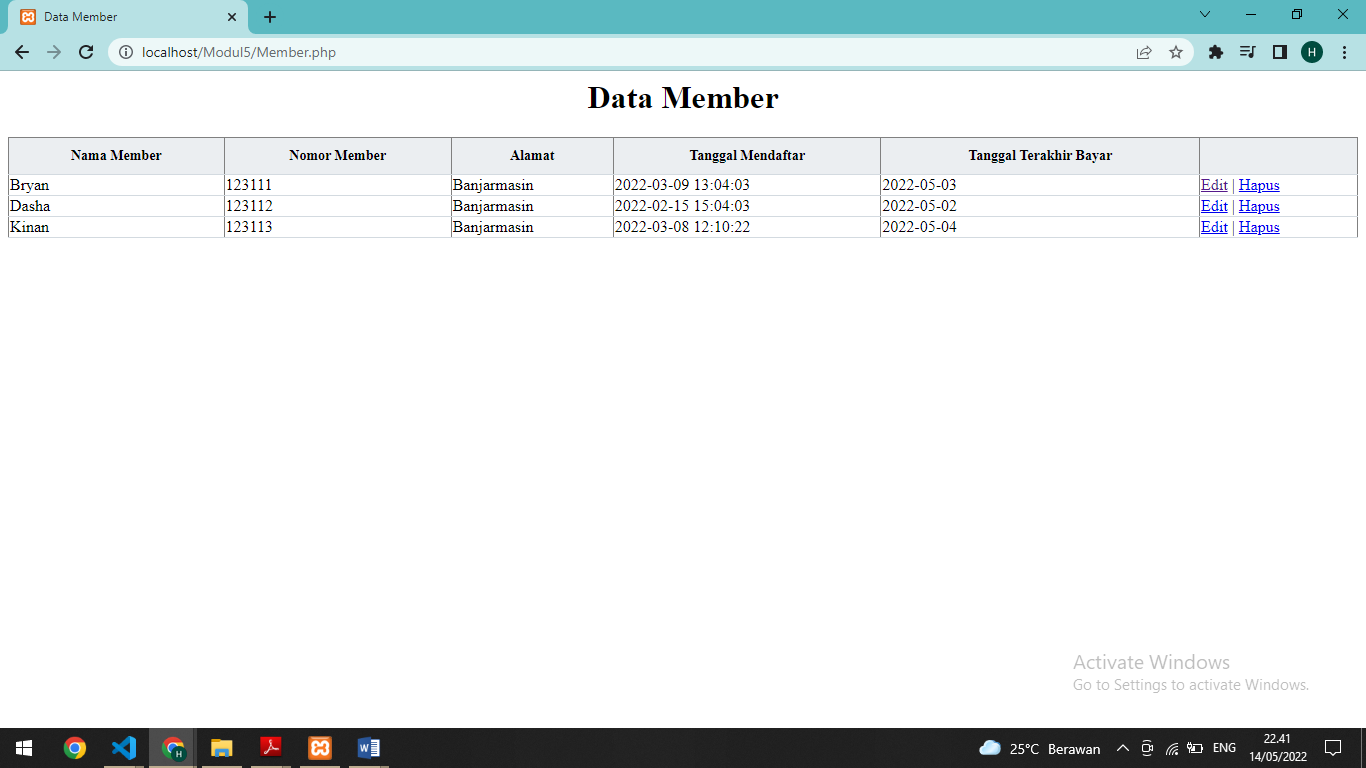 Data Member
localhost/Modul5/Member.php
H
Data Member
Nama Member Nomor Member Alamat Tanggal Mendaftar Tanggal Terakhir Bayar
Bryan 123111 Banjarmasin 2022-03-09 13:04:03 2022-05-03 Edit | Hapus
Dasha 123112 Banjarmasin 2022-02-15 15:04:03 2022-05-02 Edit | Hapus
Kinan 123113 Banjarmasin 2022-03-08 12:10:22 2022-05-04 Edit | Hapus
Activate Windows
Go to Settings to activate Windows.
H
25°C Berawan ENG 22.41
14/05/2022